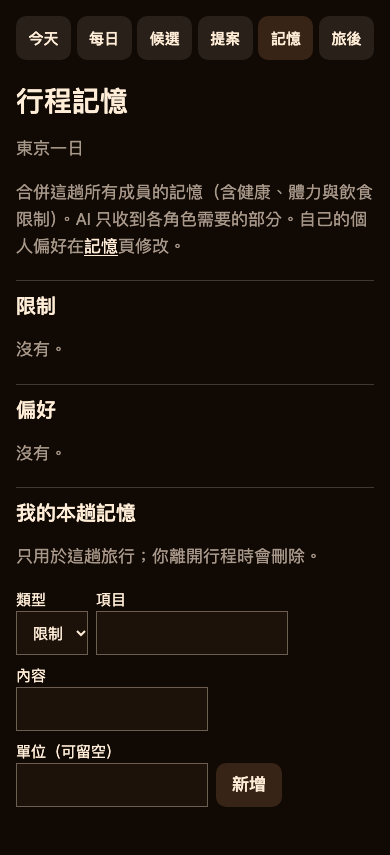 今天 每日 候選 提案 記憶 旅後
行程記憶
東京一日
合併這趟所有成員的記憶（含健康、體力與飲食
限制）。AI 只收到各角色需要的部分。自己的個
人偏好在記憶頁修改。
限制
沒有。
偏好
沒有。
我的本趟記憶
只用於這趟旅行；你離開行程時會刪除。
類型 項目
限制
內容
單位（可留空）
新增